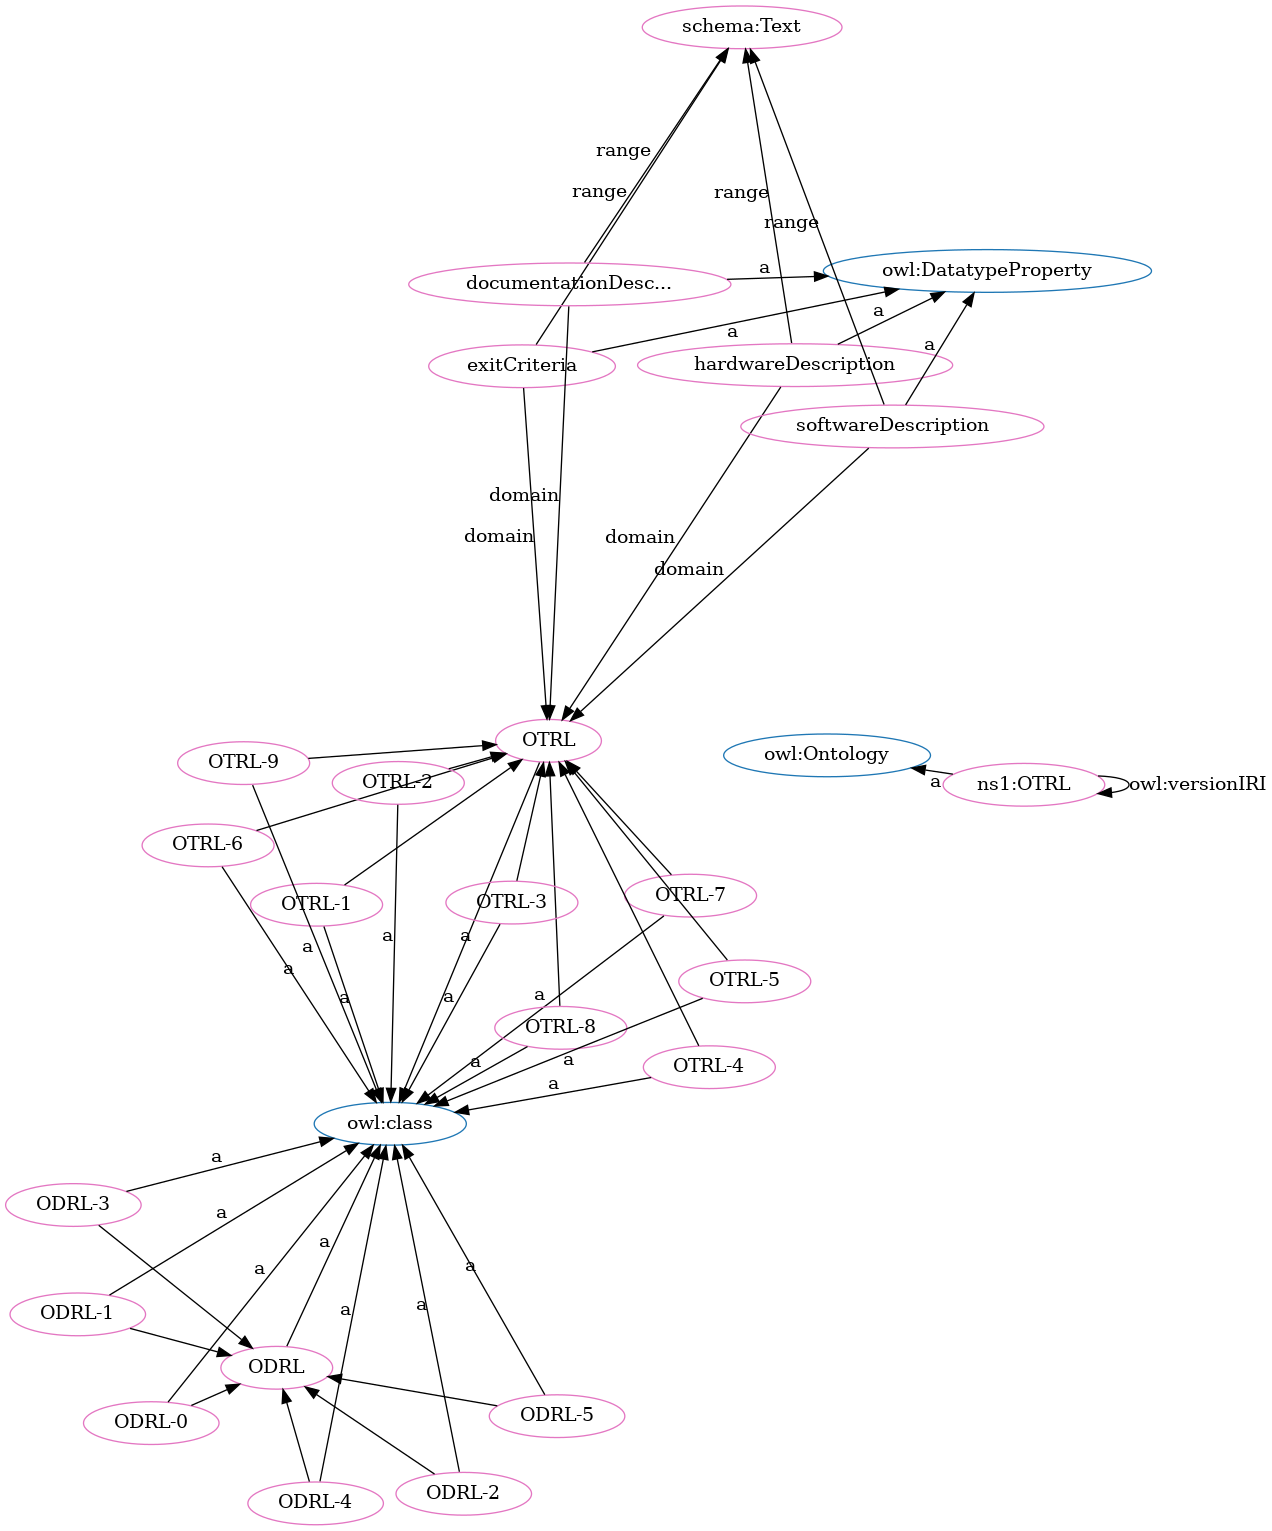 schema:Text
range
range
range
range
owl:DatatypeProperty
a
documentationDesc...
a
a
a
exitCriteria
hardwareDescription
softwareDescription
domain
domain
domain
domain
OTRL
owl:Ontology
OTRL-9
OTRL-2
a
ns1:OTRL
owl:versionIRI
OTRL-6
OTRL-1
OTRL-3
OTRL-7
a
a
a
a
OTRL-5
a
a
a
OTRL-8
a
a
OTRL-4
a
owl:class
a
ODRL-3
a
a
a
a
ODRL-1
a
a
ODRL
ODRL-0
ODRL-5
ODRL-4
ODRL-2